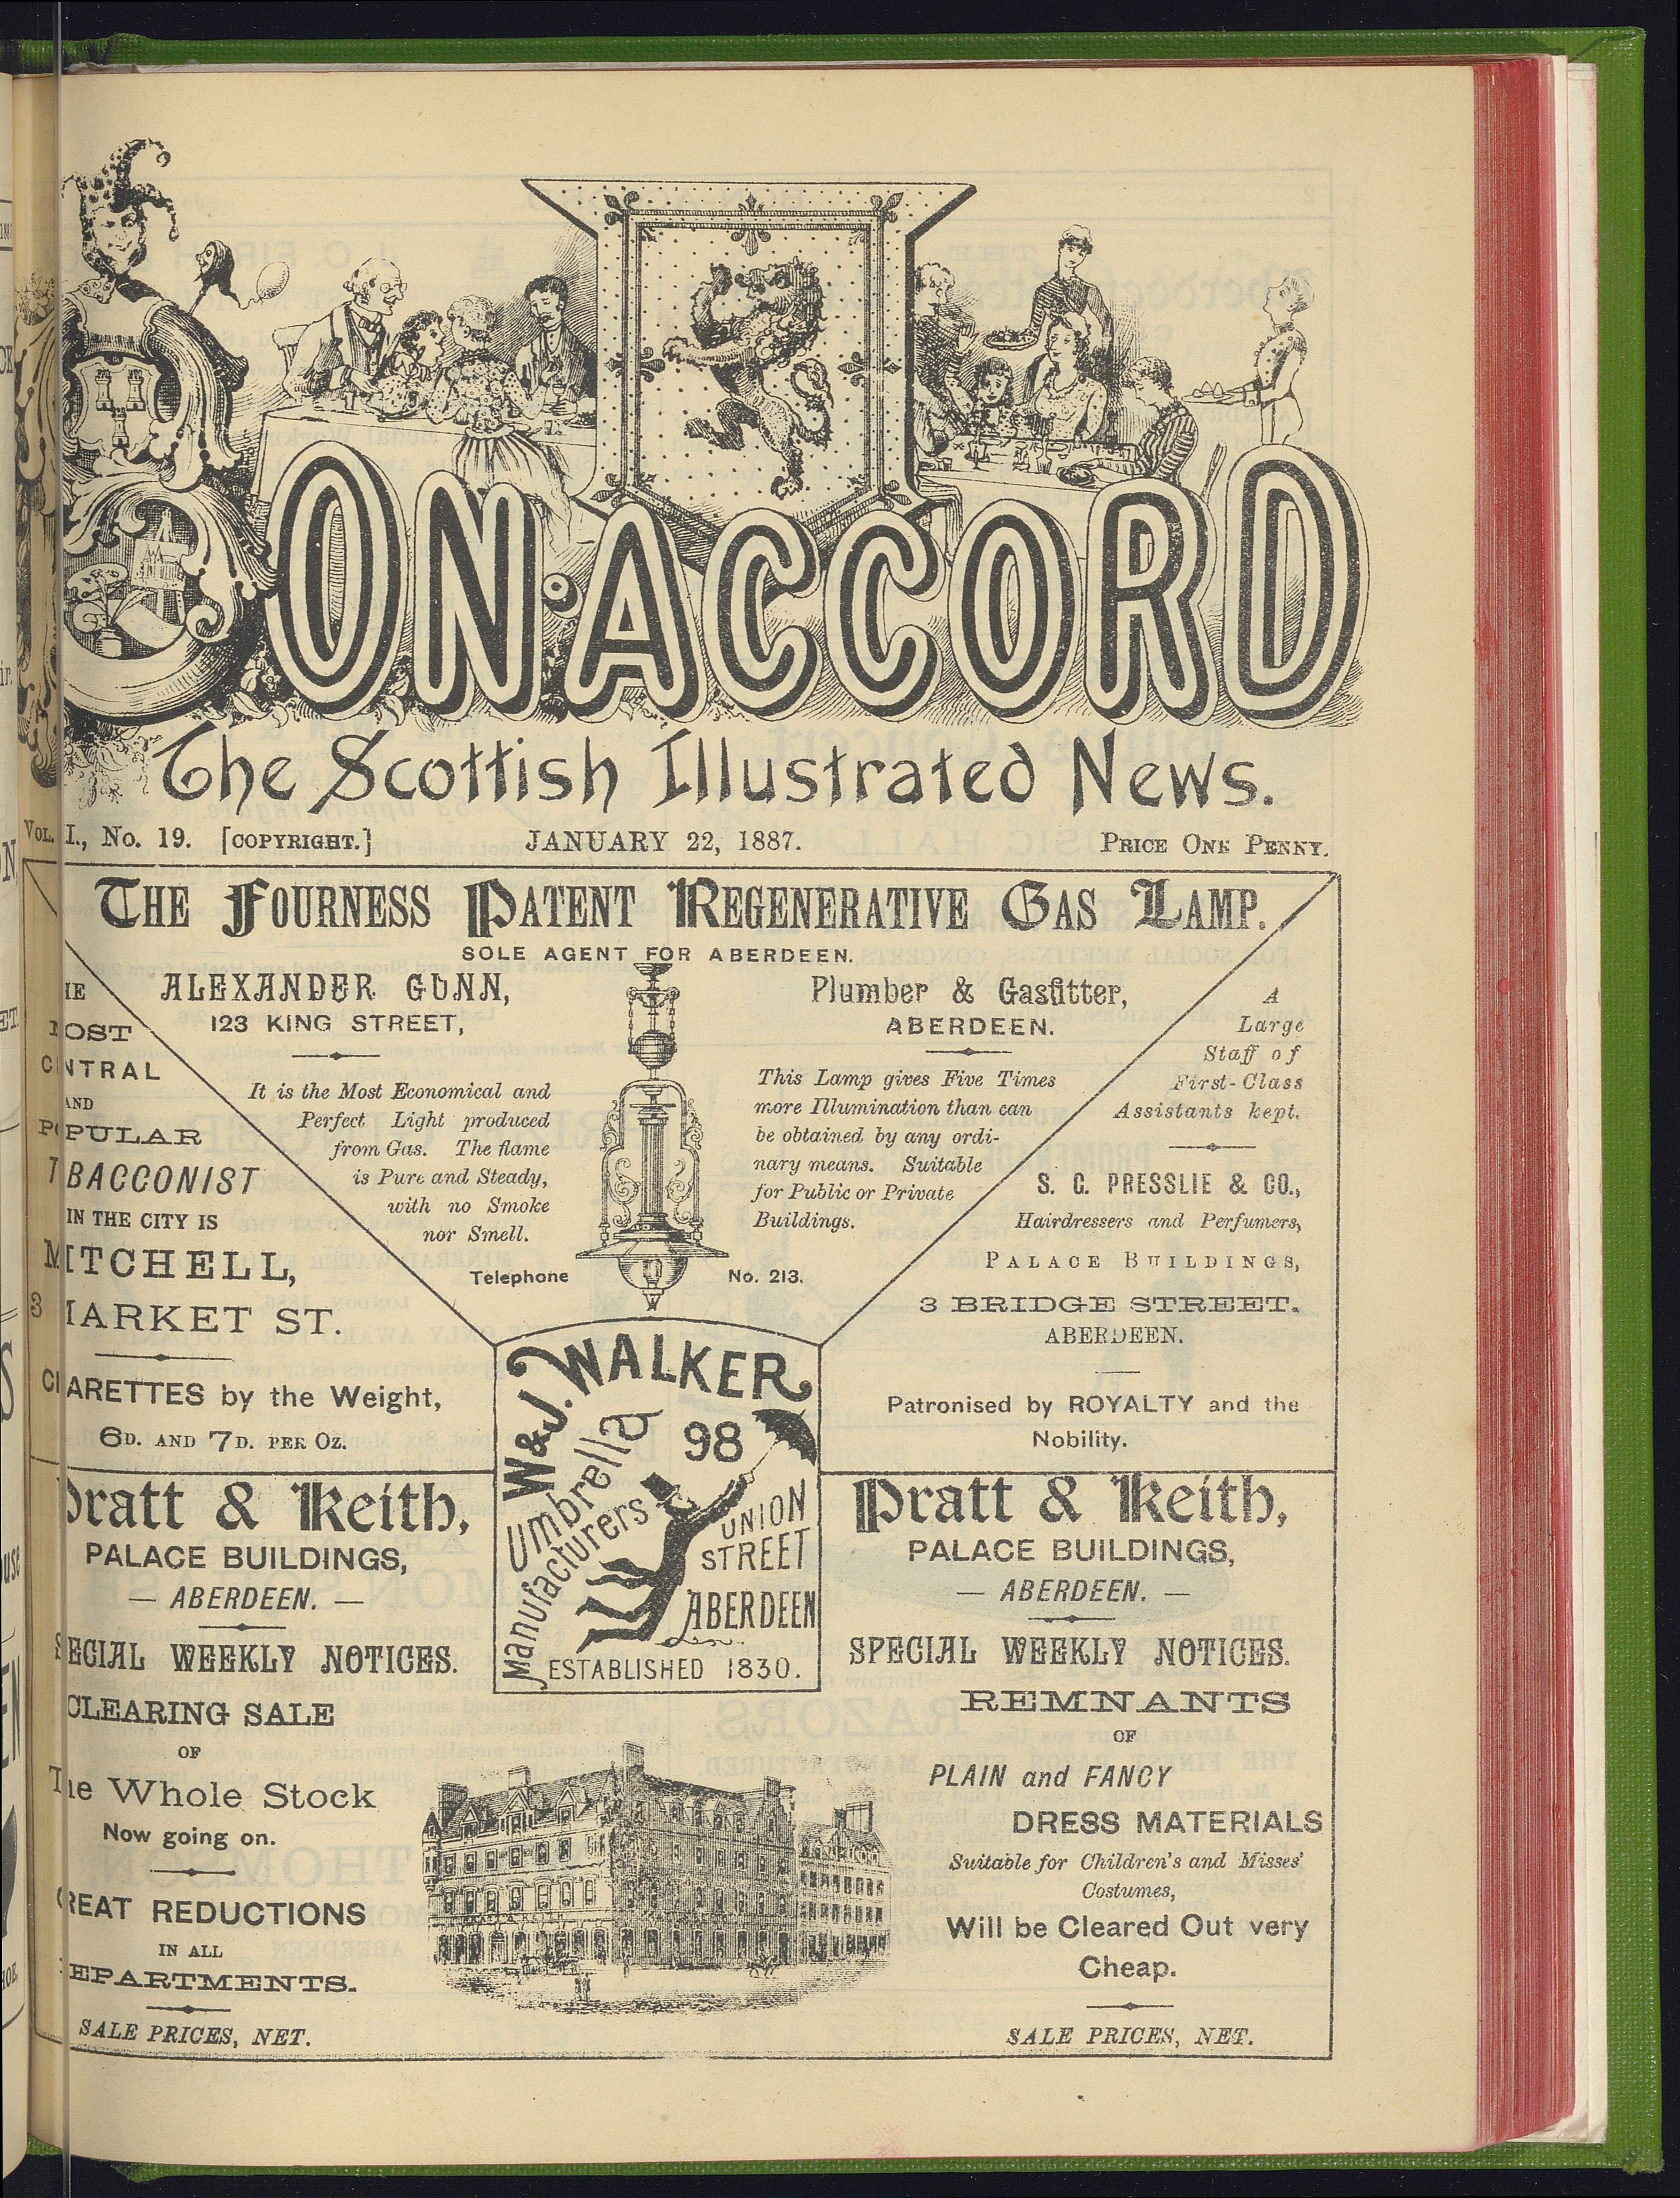 BON·ACCORD
The Scottish Illustrated News.
Vol. I., No. 19. [COPYRIGHT.] JANUARY 22, 1887. PRICE ONE PENNY.
THE FOURNESS PATENT REGENERATIVE GAS LAMP.
SOLE AGENT FOR ABERDEEN.
ALEXANDER GUNN,
123 KING STREET,
Plumber & Gasfitter,
ABERDEEN.
It is the Most Economical and
Perfect Light produced
from Gas. The flame
is Pure and Steady,
with no Smoke
nor Smell.
This Lamp gives Five Times
more Illumination than can
be obtained by any ordi-
nary means. Suitable
for Public or Private
Buildings.
Telephone No. 213.
MOST
CENTRAL
AND
POPULAR
TBACCONIST
IN THE CITY IS
MITCHELL,
MARKET ST.
CIARETTES by the Weight,
6D. AND 7D. PER OZ.
A
Large
Staff of
First-Class
Assistants kept.
S. C. PRESSLIE & CO.,
Hairdressers and Perfumers,
PALACE BUILDINGS,
3 BRIDGE STREET.
ABERDEEN.
Patronised by ROYALTY and the
Nobility.
W & J. WALKER
Umbrella
Manufacturers
98
UNION
STREET
ABERDEEN
ESTABLISHED 1830.
Pratt & Keith,
PALACE BUILDINGS,
— ABERDEEN. —
SPECIAL WEEKLY NOTICES.
CLEARING SALE
OF
The Whole Stock
Now going on.
GREAT REDUCTIONS
IN ALL
DEPARTMENTS.
SALE PRICES, NET.
Pratt & Keith,
PALACE BUILDINGS,
— ABERDEEN. —
SPECIAL WEEKLY NOTICES.
REMNANTS
OF
PLAIN and FANCY
DRESS MATERIALS
Suitable for Children's and Misses'
Costumes,
Will be Cleared Out very
Cheap.
SALE PRICES, NET.